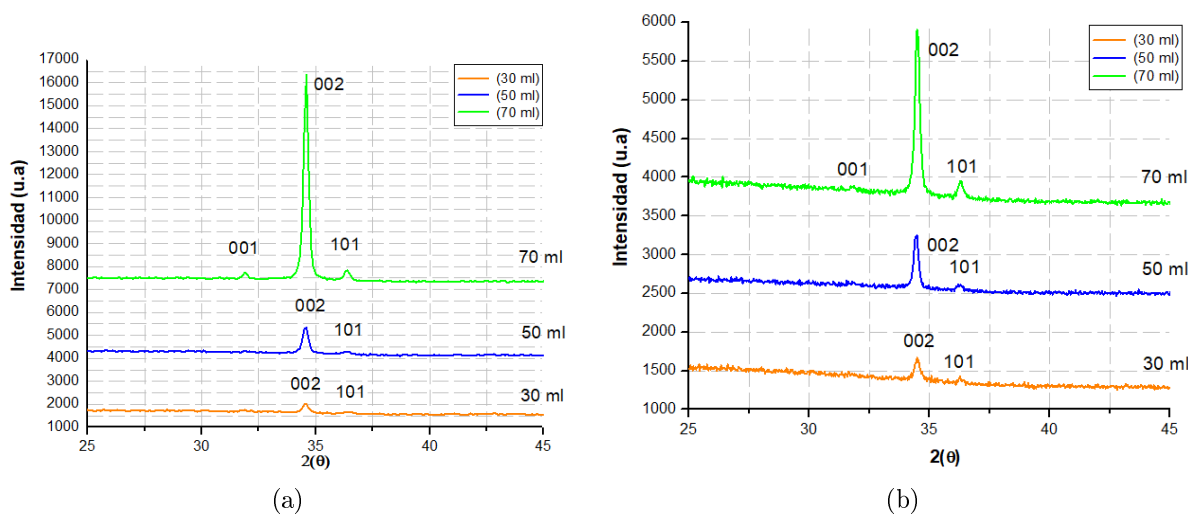 17000
16000
15000
14000
13000
12000
11000
10000
9000
8000
7000
6000
5000
4000
3000
2000
1000
Intensidad (u.a)
(30 ml)
(50 ml)
(70 ml)
002
001
101
70 ml
002
101
50 ml
002
101
30 ml
25 30 35 40 45
2(θ)
(a)
6000
5500
5000
4500
4000
3500
3000
2500
2000
1500
1000
Intensidad (u.a)
(30 ml)
(50 ml)
(70 ml)
002
001
101
70 ml
002
101
50 ml
002
101
30 ml
25 30 35 40 45
2(θ)
(b)